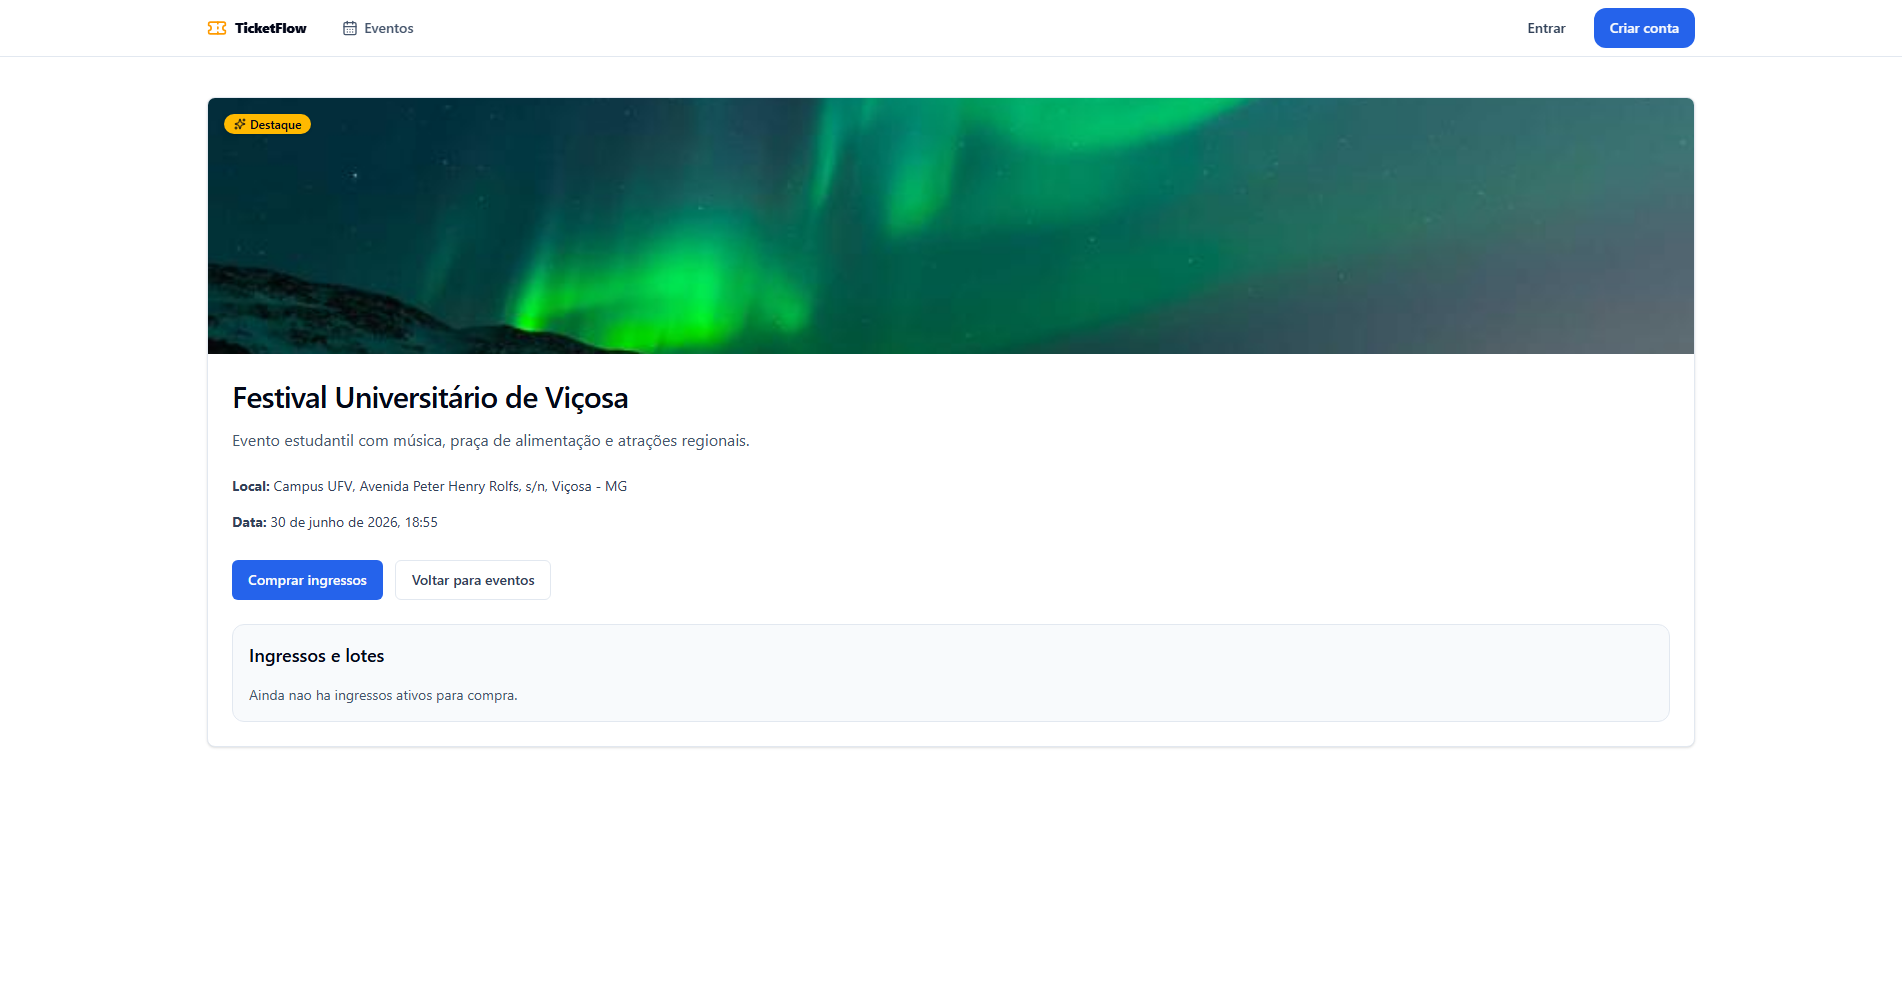 TicketFlow
Eventos
Entrar
Criar conta
Destaque
Festival Universitário de Viçosa
Evento estudantil com música, praça de alimentação e atrações regionais.
Local: Campus UFV, Avenida Peter Henry Rolfs, s/n, Viçosa - MG
Data: 30 de junho de 2026, 18:55
Comprar ingressos
Voltar para eventos
Ingressos e lotes
Ainda nao ha ingressos ativos para compra.